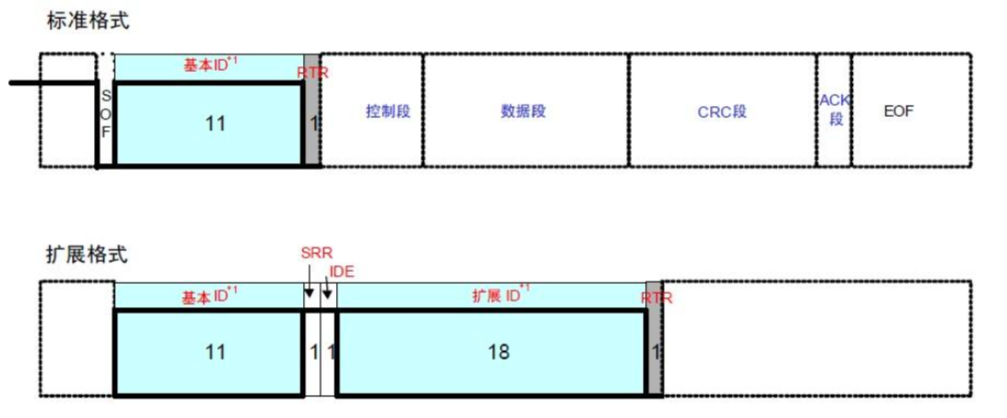 标准格式
基本ID*1
RTR
SOF
11
1
控制段
数据段
CRC段
ACK段
EOF
扩展格式
SRR
IDE
基本ID*1
扩展 ID*1
RTR
11
1
1
18
1